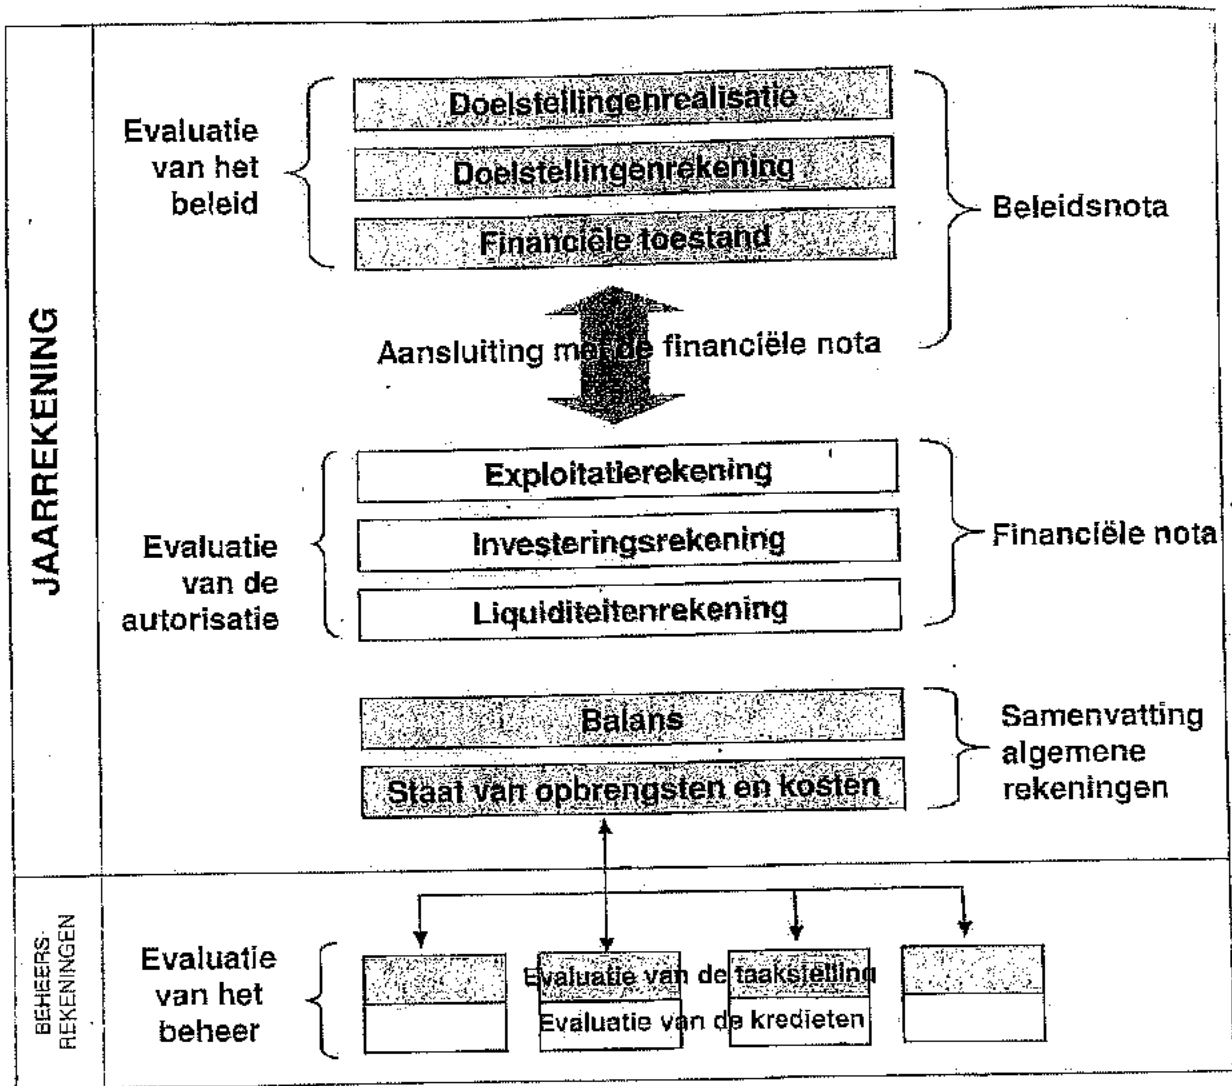 JAARREKENING
Evaluatie
van het
beleid
Doelstellingenrealisatie
Doelstellingenrekening
Financiële toestand
Beleidsnota
Aansluiting met de financiële nota
Evaluatie
van de
autorisatie
Exploitatierekening
Investeringsrekening
Liquiditeitenrekening
Financiële nota
Balans
Staat van opbrengsten en kosten
Samenvatting
algemene
rekeningen
BEHEERS-
REKENINGEN
Evaluatie
van het
beheer
Evaluatie van de taakstelling
Evaluatie van de kredieten